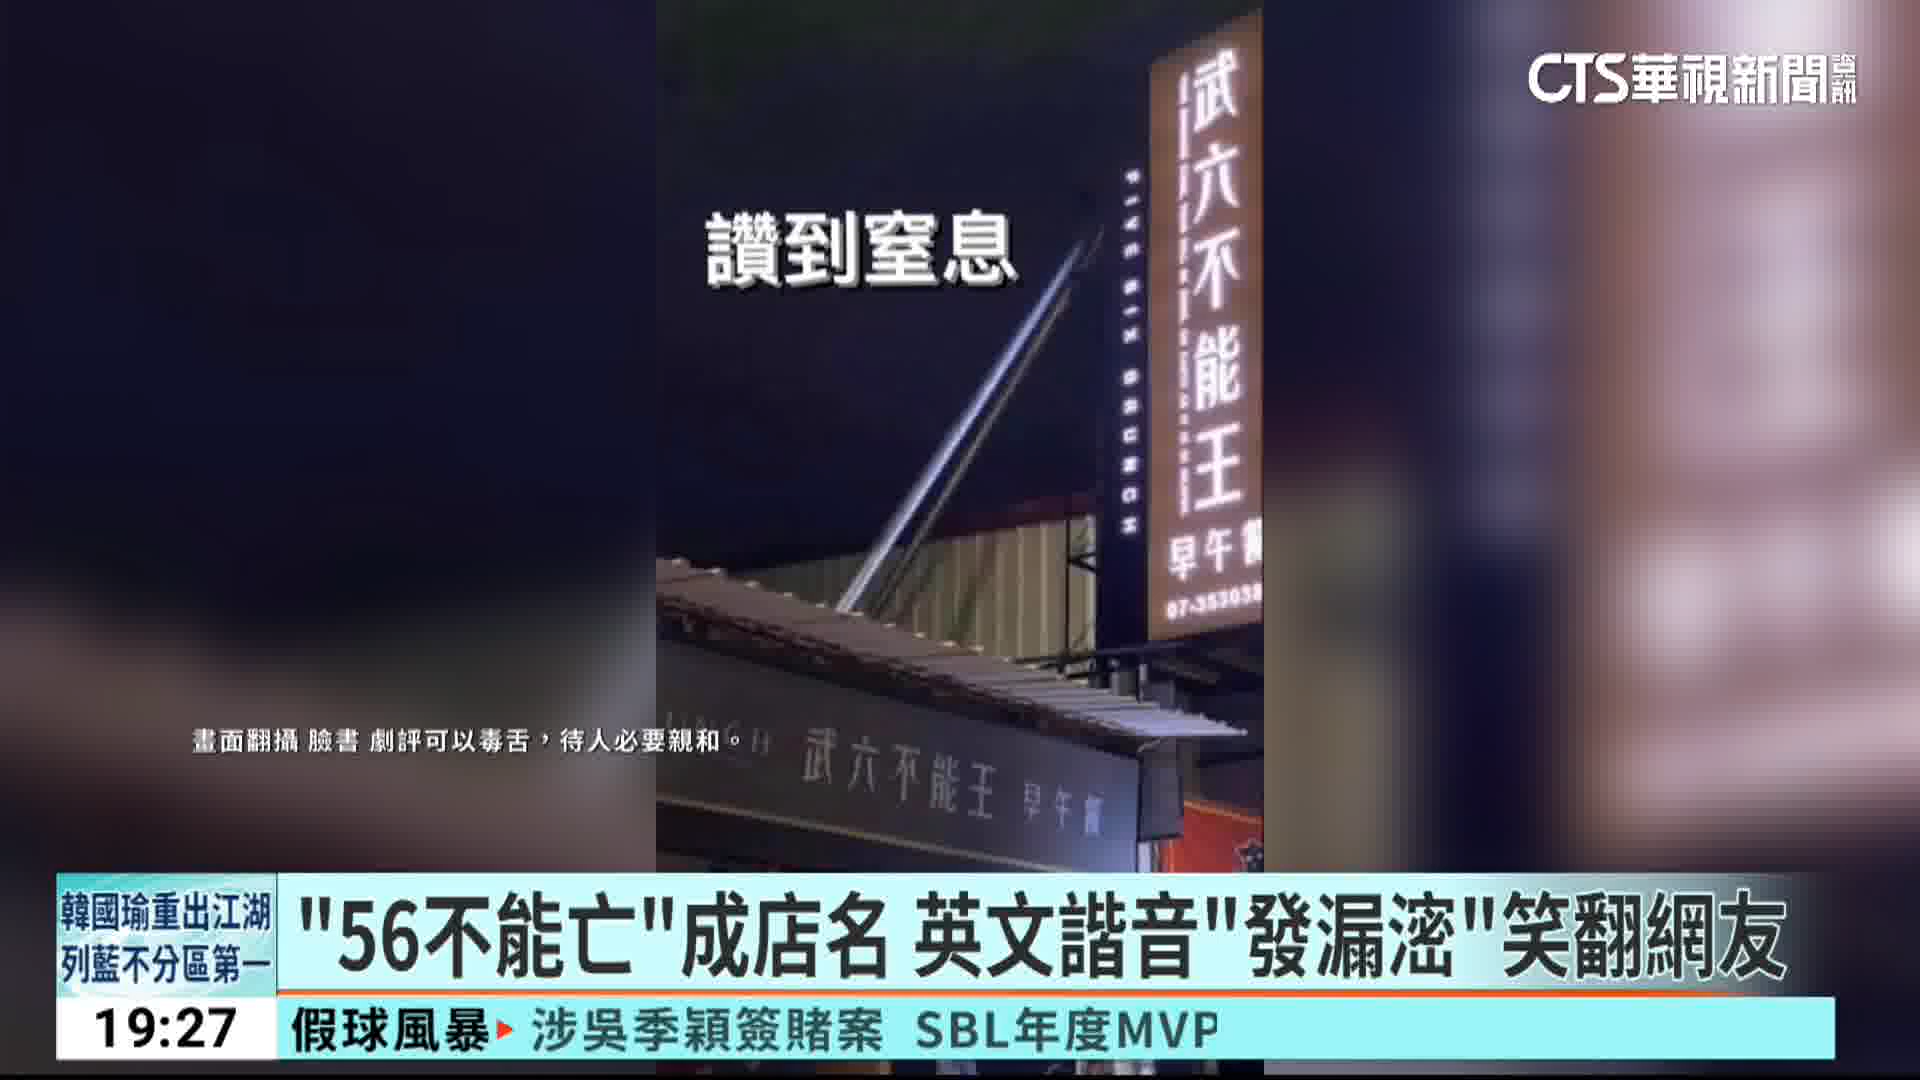 CTS華視新聞資訊
讚到窒息
武六不能王
早午餐
07-353038
FIVE SIX BRUNCH
畫面翻攝 臉書 劇評可以毒舌，待人必要親和。
武六不能王 早午餐
韓國瑜重出江湖
列藍不分區第一
"56不能亡"成店名 英文諧音"發漏滵"笑翻網友
19:27
假球風暴 涉吳季穎簽賭案 SBL年度MVP